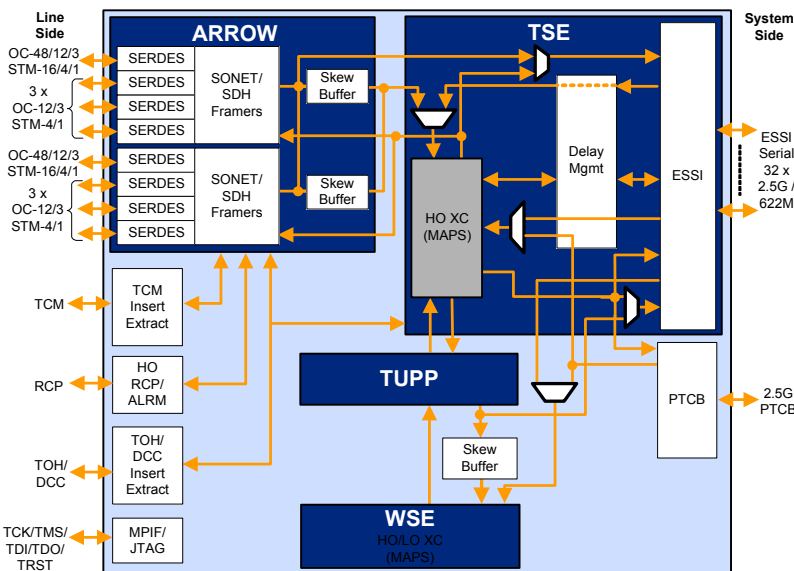 Line
Side
ARROW
TSE
System
Side
OC-48/12/3
STM-16/4/1
3 x
OC-12/3
STM-4/1
SERDES
SERDES
SERDES
SERDES
SONET/
SDH
Framers
Skew
Buffer
OC-48/12/3
STM-16/4/1
3 x
OC-12/3
STM-4/1
SERDES
SERDES
SERDES
SERDES
SONET/
SDH
Framers
Skew
Buffer
HO XC
(MAPS)
Delay
Mgmt
ESSI
ESSI
Serial
32 x
2.5G /
622M
TCM
TCM
Insert
Extract
RCP
HO
RCP/
ALRM
TUPP
PTCB
2.5G
PTCB
TOH/
DCC
TOH/
DCC
Insert
Extract
Skew
Buffer
TCK/TMS/
TDI/TDO/
TRST
MPIF/
JTAG
WSE
HO/LO XC
(MAPS)